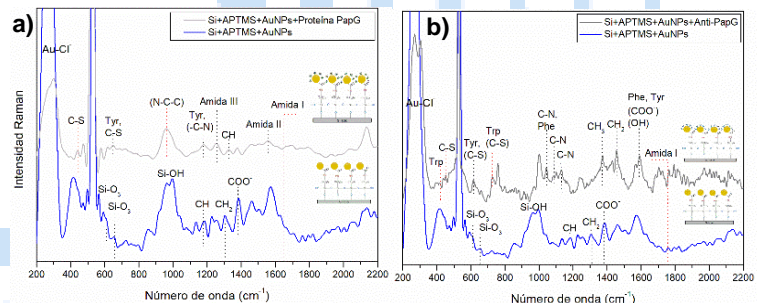 a)
Si+APTMS+AuNPs+Proteína PapG
Si+APTMS+AuNPs
Au-Cl⁻
C-S
Tyr,
C-S
(N-C-C)
Tyr,
(-C-N)
Amida III
CH
Amida II
Amida I
Si-O₅
Si-O₃
Si-OH
CH
CH₂
COO⁻
Intensidad Raman
200 400 600 800 1000 1200 1400 1600 1800 2000 2200
Número de onda (cm⁻¹)
b)
Si+APTMS+AuNPs+Anti-PapG
Si+APTMS+AuNPs
Au-Cl⁻
Trp
C-S
Tyr,
(C-S)
Trp
(C-S)
C-N.
Phe
C-N
C-N
CH₃
CH₂
Phe, Tyr
(COO⁻)
(OH)
Amida I
Si-O₅
Si-O₃
Si-OH
CH
CH₂
COO⁻
200 400 600 800 1000 1200 1400 1600 1800 2000 2200
Número de onda (cm⁻¹)